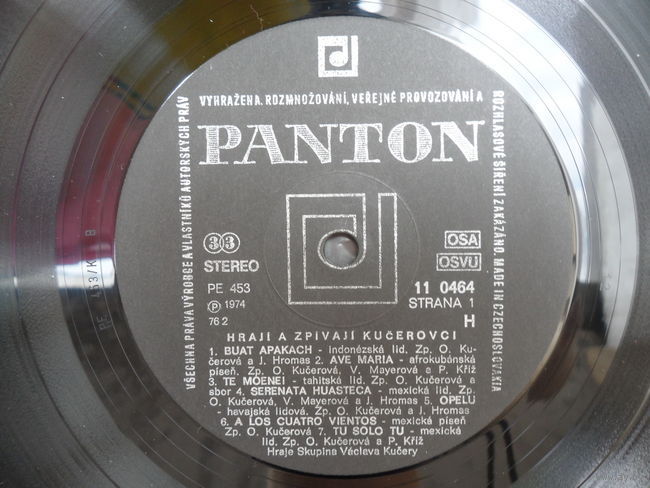 VYHRAŽENA. ROZMNOŽOVÁNÍ, VEŘEJNÉ PROVOZOVÁNÍ A
VŠECHNA PRÁVA VÝROBCE A VLASTNÍKŮ AUTORSKÝCH PRÁV
ROZHLASOVÉ ŠÍŘENÍ ZAKÁZÁNO. MADE IN CZECHOSLOVAKIA
PANTON
33
STEREO
OSA
OSVU
PE 453
11 0464
Ⓟ 1974
STRANA 1
76 2
H
HRAJÍ A ZPÍVAJÍ KUČEROVCI
1. BUAT APAKACH - indonézská lid. Zp. O. Ku-
čerová a J. Hromas 2. AVE MARIA - afrokubánská
píseň. Zp. O. Kučerová, V. Mayerová a P. Kříž
3. TE MOENEI - tahitská lid. Zp. O. Kučerová a
sbor 4. SERENATA HUASTECA - mexická lid. Zp.
O. Kučerová, V. Mayerová a J. Hromas 5. OPELU
- havajská lidová. Zp. O. Kučerová a J. Hromas
6. A LOS CUATRO VIENTOS - mexická píseň
Zp. O. Kučerová 7. TU SOLO TU - mexická
lid. Zp. O. Kučerová a P. Kříž
Hraje Skupina Václava Kučery